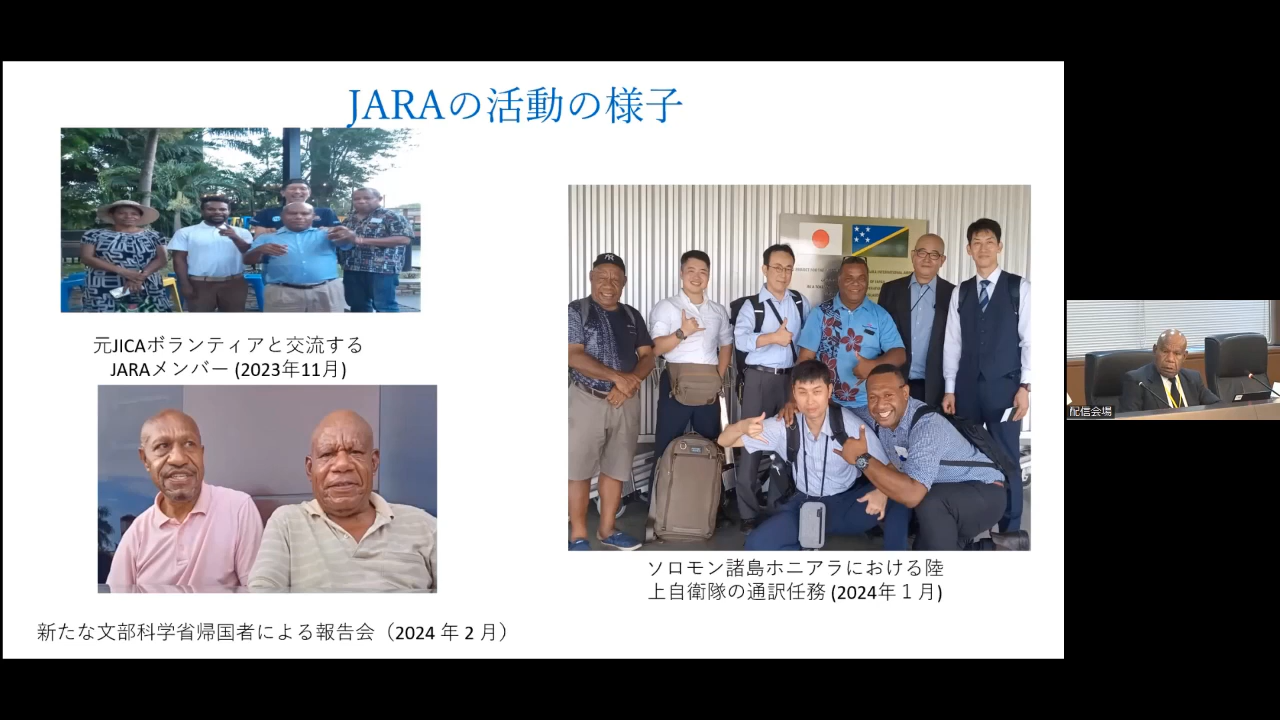 JARAの活動の様子
元JICAボランティアと交流する
JARAメンバー (2023年11月)
新たな文部科学省帰国者による報告会（2024 年 2 月）
ソロモン諸島ホニアラにおける陸
上自衛隊の通訳任務 (2024年１月)
配信会場